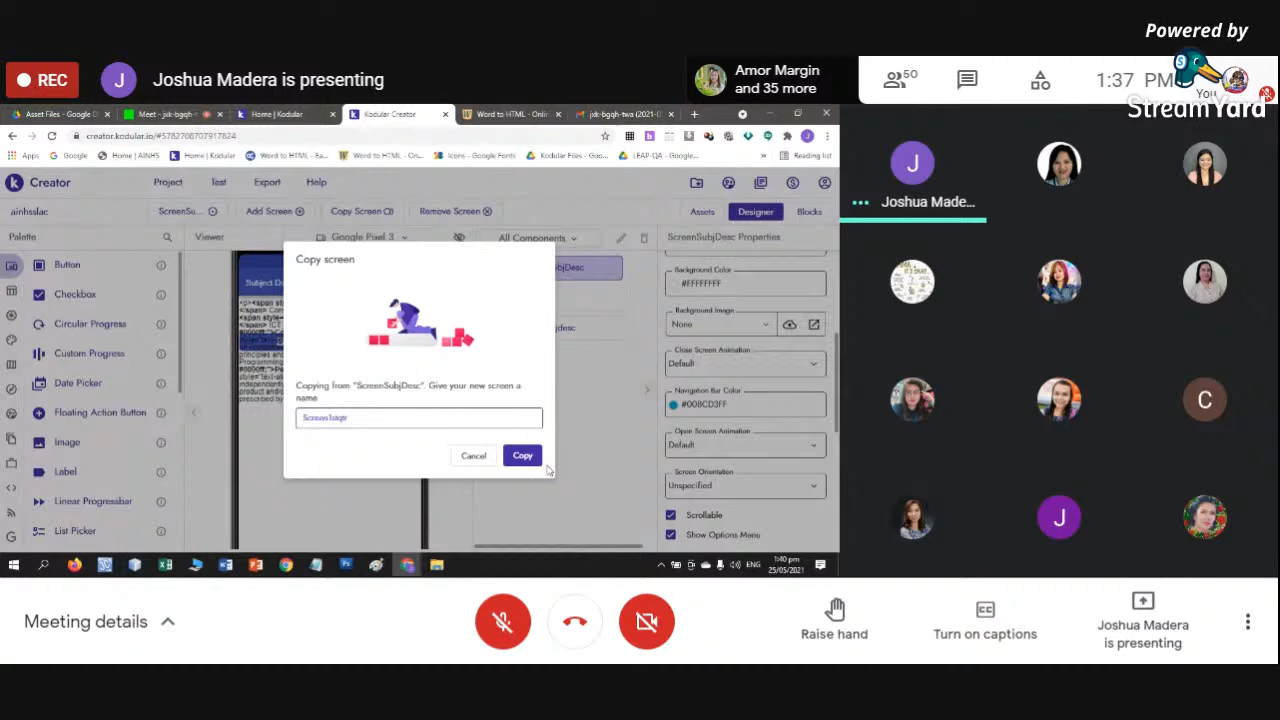 Powered by
StreamYard
REC
J
Joshua Madera is presenting
Amor Margin
and 35 more
50
1:37 PM
You
Asset Files - Google D
Meet - jxk-bgqh
Home | Kodular
Kodular Creator
Word to HTML - Onlin
jxk-bgqh-twa (2021-0
creator.kodular.io/#5782708707917824
Apps
Google
Home | AINHS
Home | Kodular
Word to HTML - Ea...
Word to HTML - On...
Icons - Google Fonts
Kodular Files - Goo...
LEAP-QA - Google...
Reading list
Creator
Project
Test
Export
Help
ainhsslac
ScreenSu...
Add Screen
Copy Screen
Remove Screen
Assets
Designer
Blocks
Palette
Viewer
Google Pixel 3
All Components
ScreenSubjDesc Properties
Button
Checkbox
Circular Progress
Custom Progress
Date Picker
Floating Action Button
Image
Label
Linear Progressbar
List Picker
Subject D
Copy screen
Copying from "ScreenSubjDesc" Give your new screen a
name
Cancel
Copy
Background Color
#FFFFFFFF
Background Image
None
Close Screen Animation
Default
Navigation Bar Color
#008CD3FF
Open Screen Animation
Default
Screen Orientation
Unspecified
Scrollable
Show Options Menu
ENG
1:40 pm
25/05/2021
J
Joshua Made...
C
J
Meeting details
Raise hand
Turn on captions
Joshua Madera
is presenting